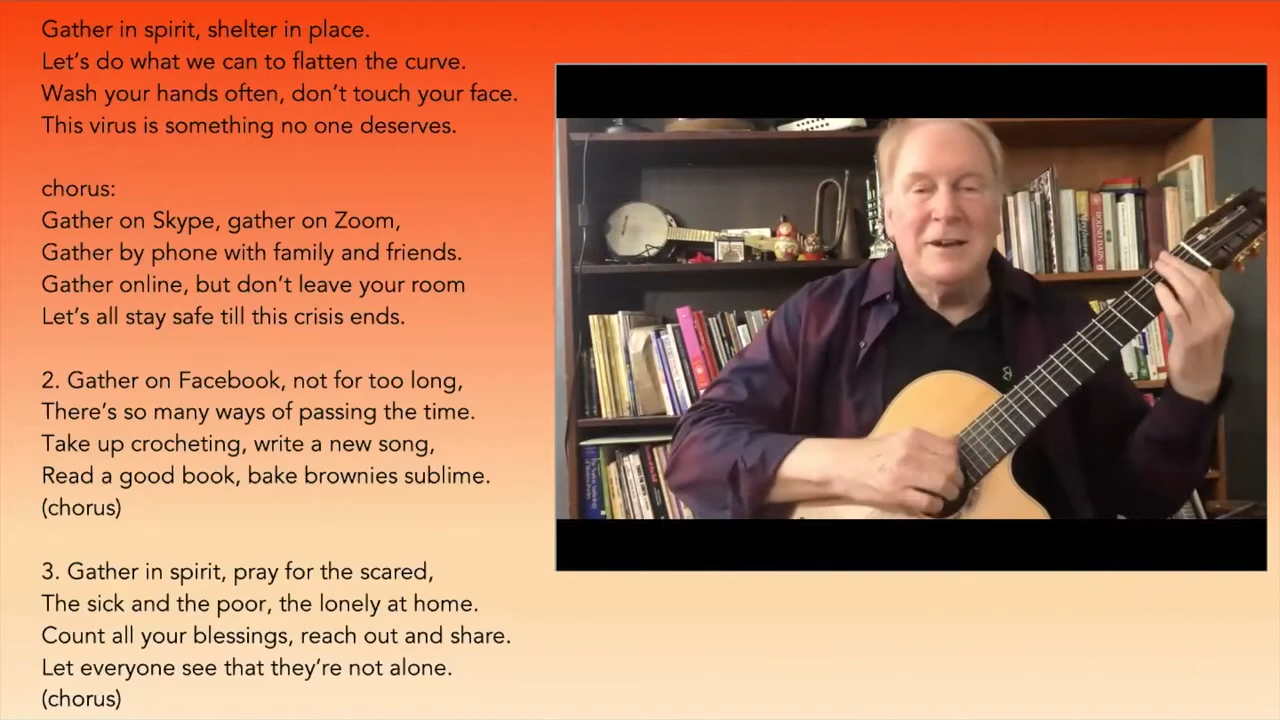 Gather in spirit, shelter in place.
Let's do what we can to flatten the curve.
Wash your hands often, don't touch your face.
This virus is something no one deserves.
chorus:
Gather on Skype, gather on Zoom,
Gather by phone with family and friends.
Gather online, but don't leave your room
Let's all stay safe till this crisis ends.
2. Gather on Facebook, not for too long,
There's so many ways of passing the time.
Take up crocheting, write a new song,
Read a good book, bake brownies sublime.
(chorus)
3. Gather in spirit, pray for the scared,
The sick and the poor, the lonely at home.
Count all your blessings, reach out and share.
Let everyone see that they're not alone.
(chorus)